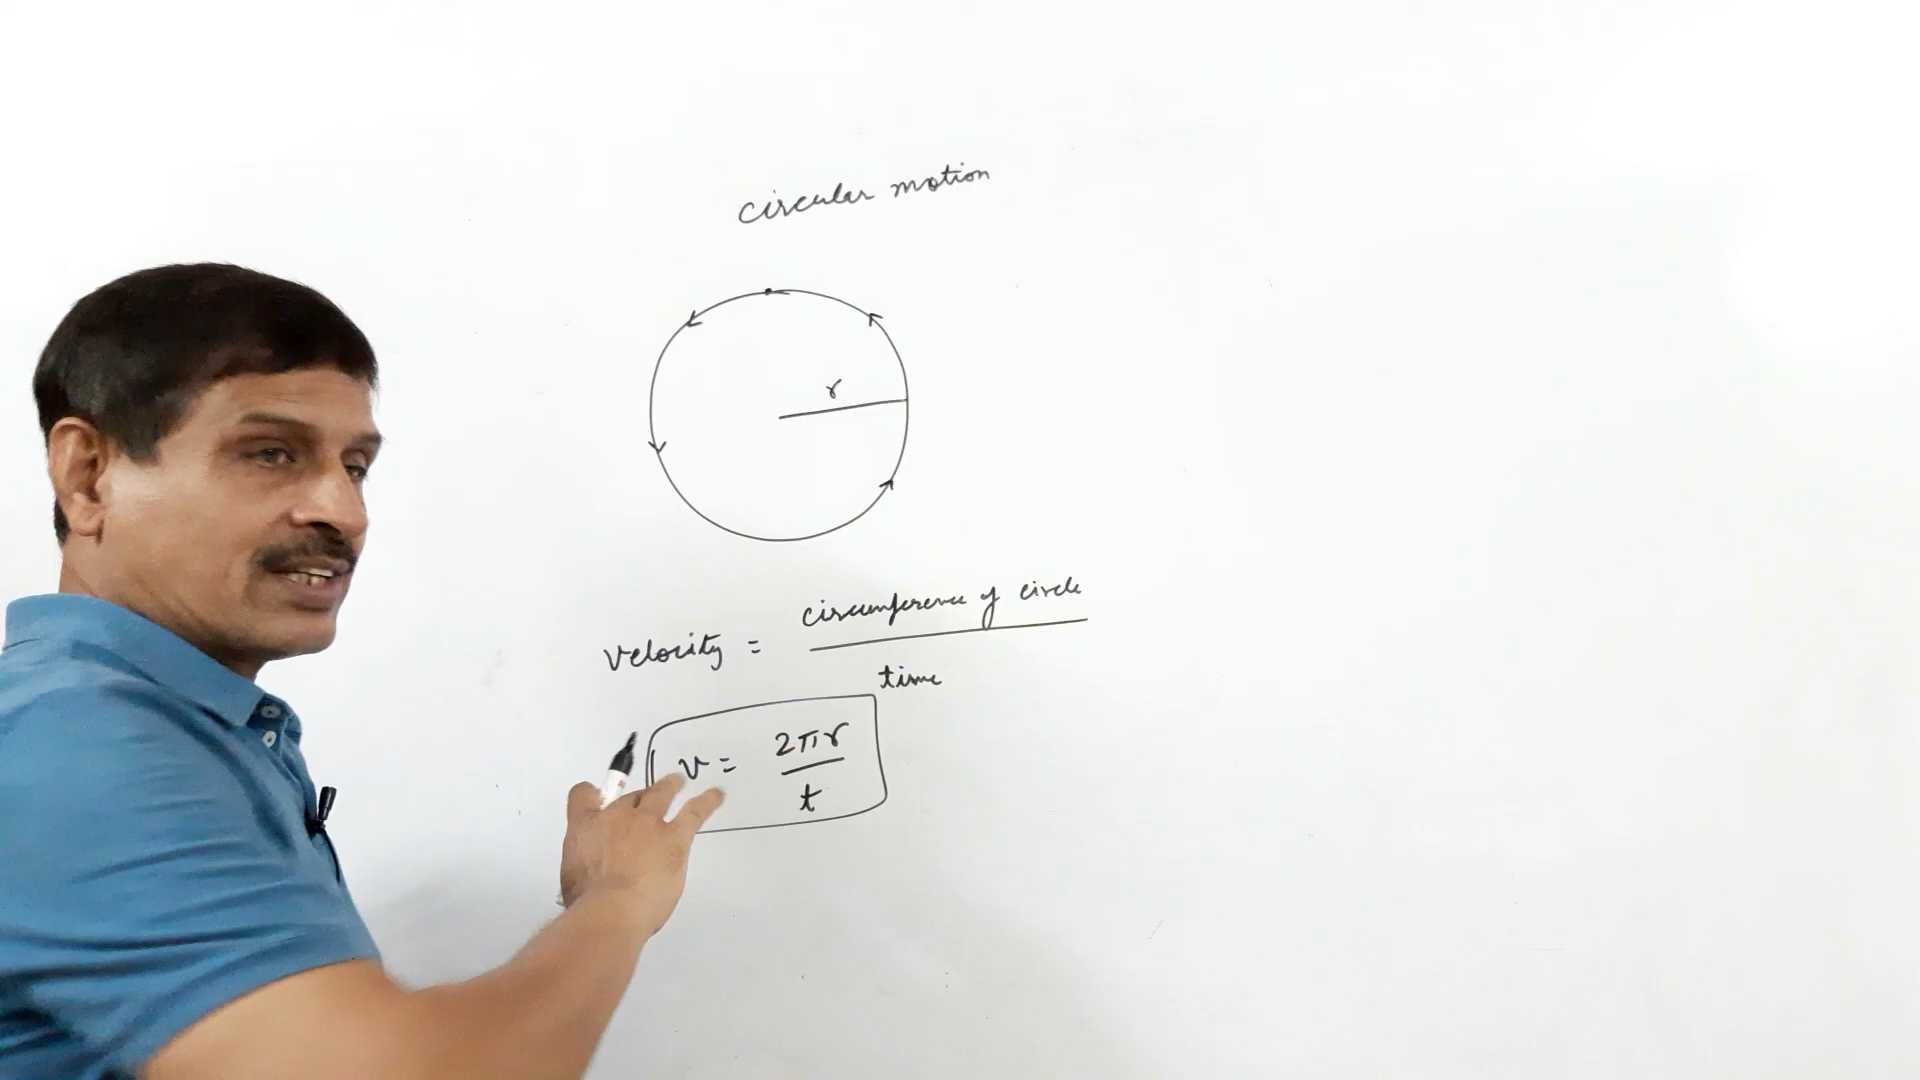 circular motion
r
velocity = circumference of circle / time
v = 2πr / t